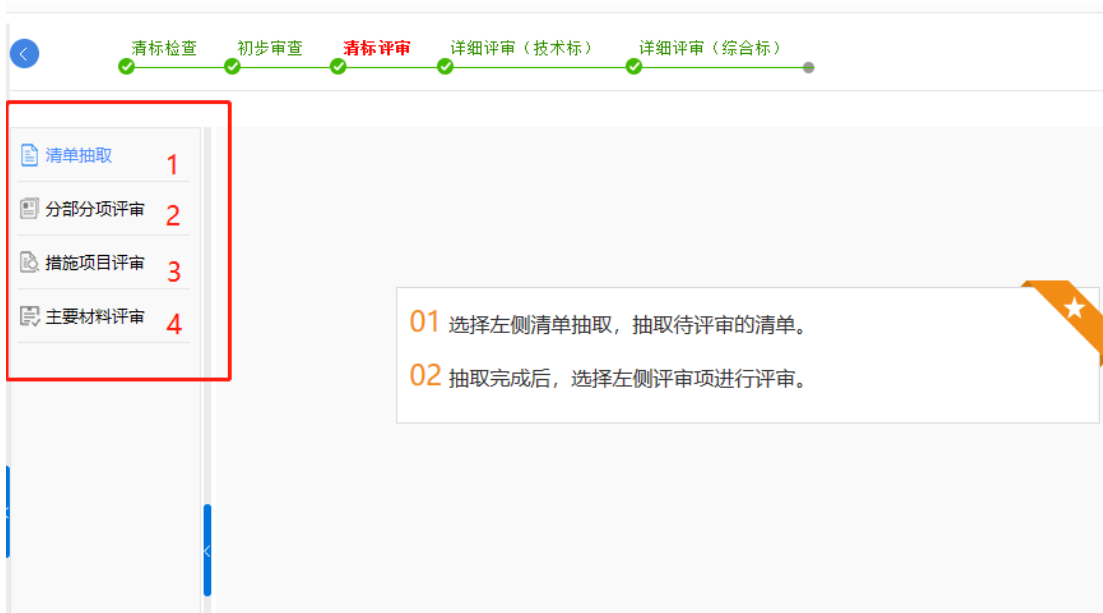 清标检查 初步审查 清标评审 详细评审（技术标） 详细评审（综合标）
清单抽取 1
分部分项评审 2
措施项目评审 3
主要材料评审 4
01 选择左侧清单抽取，抽取待评审的清单。
02 抽取完成后，选择左侧评审项进行评审。